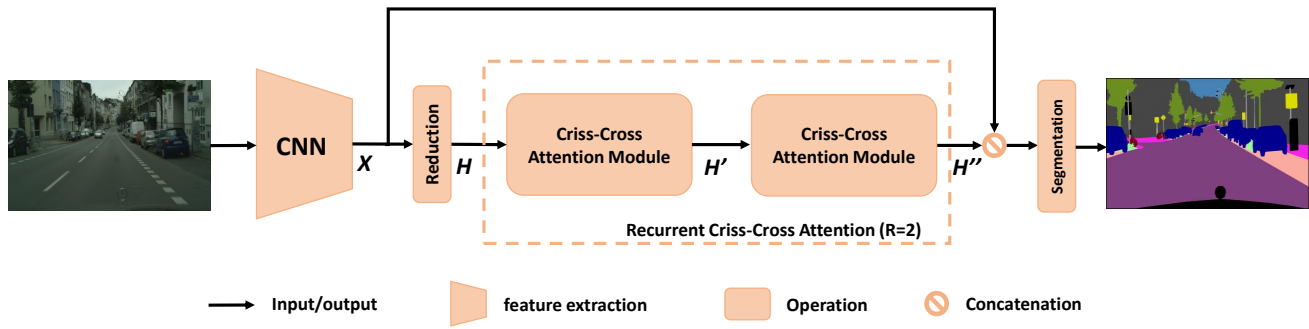 CNN
X
Reduction
H
Criss-Cross
Attention Module
H'
Criss-Cross
Attention Module
H''
Segmentation
Recurrent Criss-Cross Attention (R=2)
Input/output
feature extraction
Operation
Concatenation